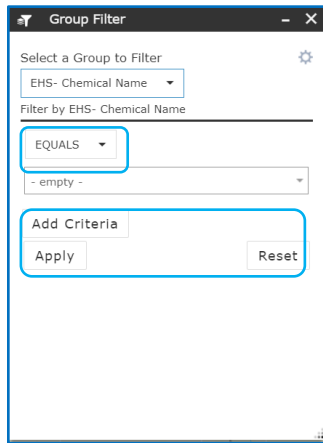 Group Filter
Select a Group to Filter
EHS- Chemical Name
Filter by EHS- Chemical Name
EQUALS
- empty -
Add Criteria
Apply Reset